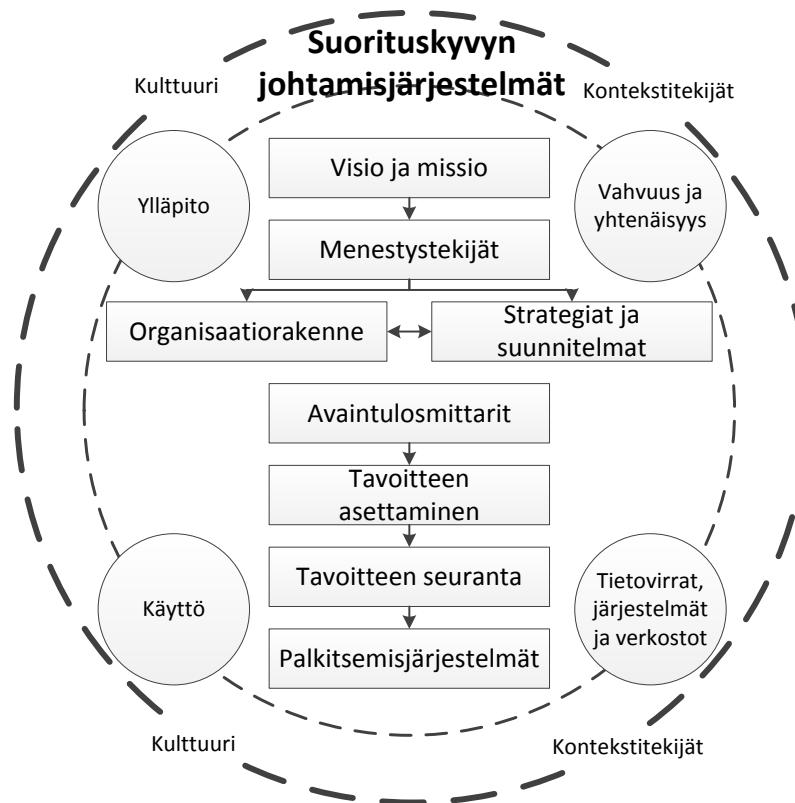 Suorituskyvyn
johtamisjärjestelmät
Kulttuuri
Kontekstitekijät
Ylläpito
Visio ja missio
Vahvuus ja
yhtenäisyys
Menestystekijät
Organisaatiorakenne
Strategiat ja
suunnitelmat
Avaintulosmittarit
Tavoitteen
asettaminen
Tavoitteen seuranta
Käyttö
Tietovirrat,
järjestelmät
ja verkostot
Palkitsemisjärjestelmät
Kulttuuri
Kontekstitekijät